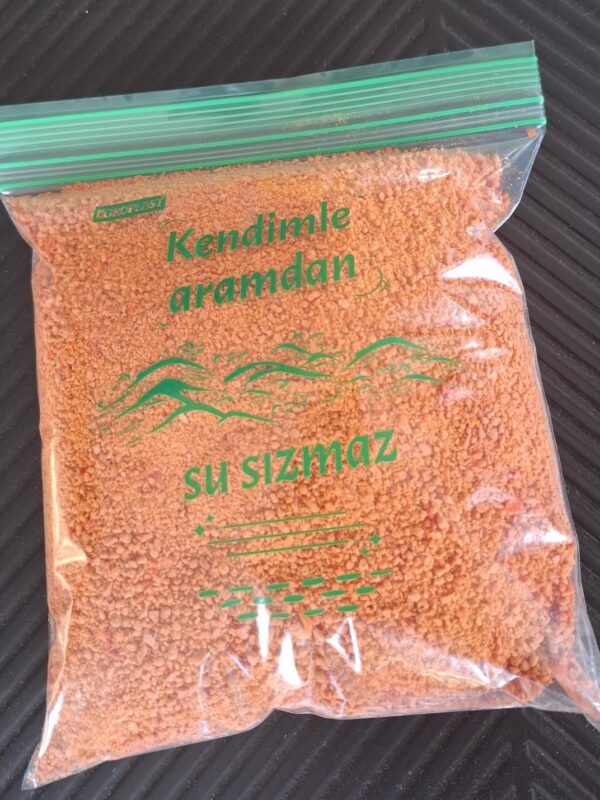 KOROPLAST
Kendimle
aramdan
su sızmaz